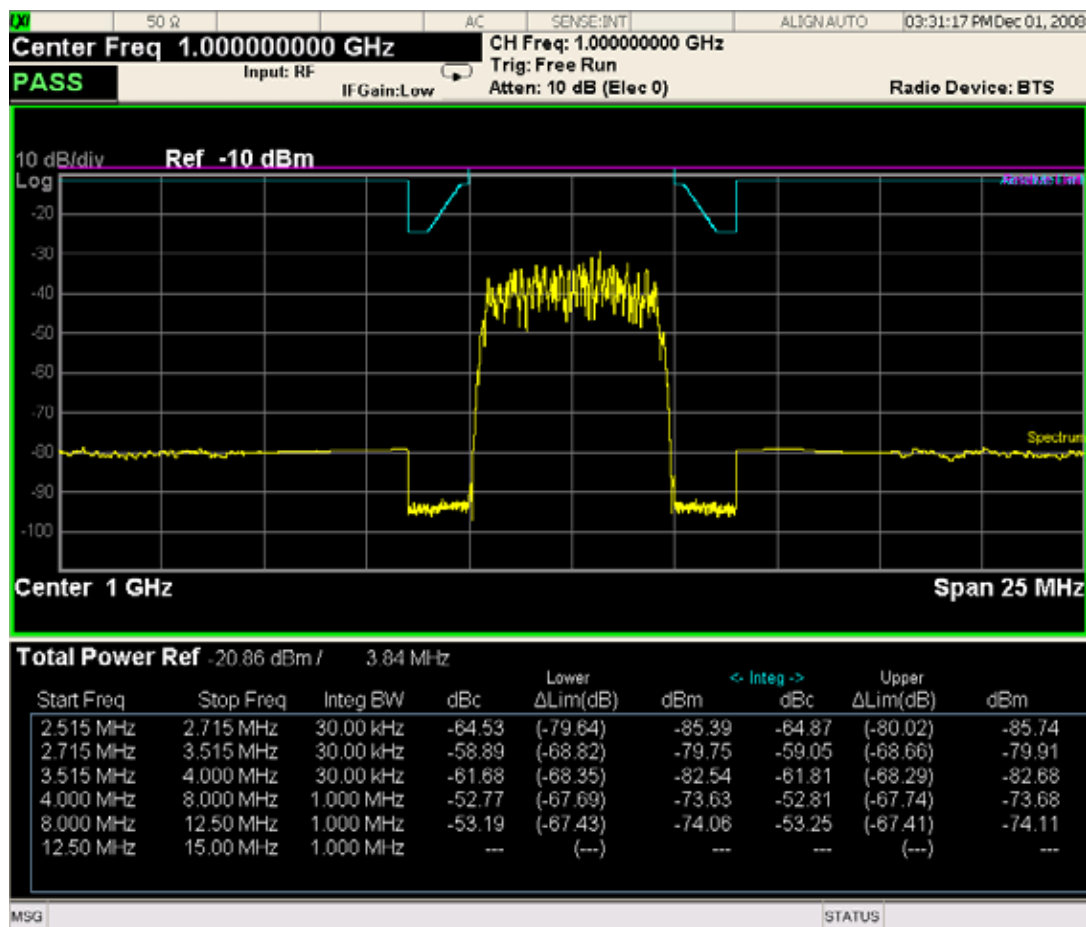 LXI 50 Ω AC SENSE:INT ALIGN AUTO 03:31:17 PM Dec 01, 2008
Center Freq 1.000000000 GHz CH Freq: 1.000000000 GHz
Input: RF Trig: Free Run
PASS IFGain:Low Atten: 10 dB (Elec 0) Radio Device: BTS
10 dB/div Ref -10 dBm
Log
-20
-30
-40
-50
-60
-70
-80 Spectrum
-90
-100
Center 1 GHz Span 25 MHz
Total Power Ref -20.86 dBm / 3.84 MHz
Lower <- Integ -> Upper
Start Freq Stop Freq Integ BW dBc ΔLim(dB) dBm dBc ΔLim(dB) dBm
2.515 MHz 2.715 MHz 30.00 kHz -64.53 (-79.64) -85.39 -64.87 (-80.02) -85.74
2.715 MHz 3.515 MHz 30.00 kHz -58.89 (-68.82) -79.75 -59.05 (-68.66) -79.91
3.515 MHz 4.000 MHz 30.00 kHz -61.68 (-68.35) -82.54 -61.81 (-68.29) -82.68
4.000 MHz 8.000 MHz 1.000 MHz -52.77 (-67.69) -73.63 -52.81 (-67.74) -73.68
8.000 MHz 12.50 MHz 1.000 MHz -53.19 (-67.43) -74.06 -53.25 (-67.41) -74.11
12.50 MHz 15.00 MHz 1.000 MHz --- (---) --- --- (---) ---
MSG STATUS